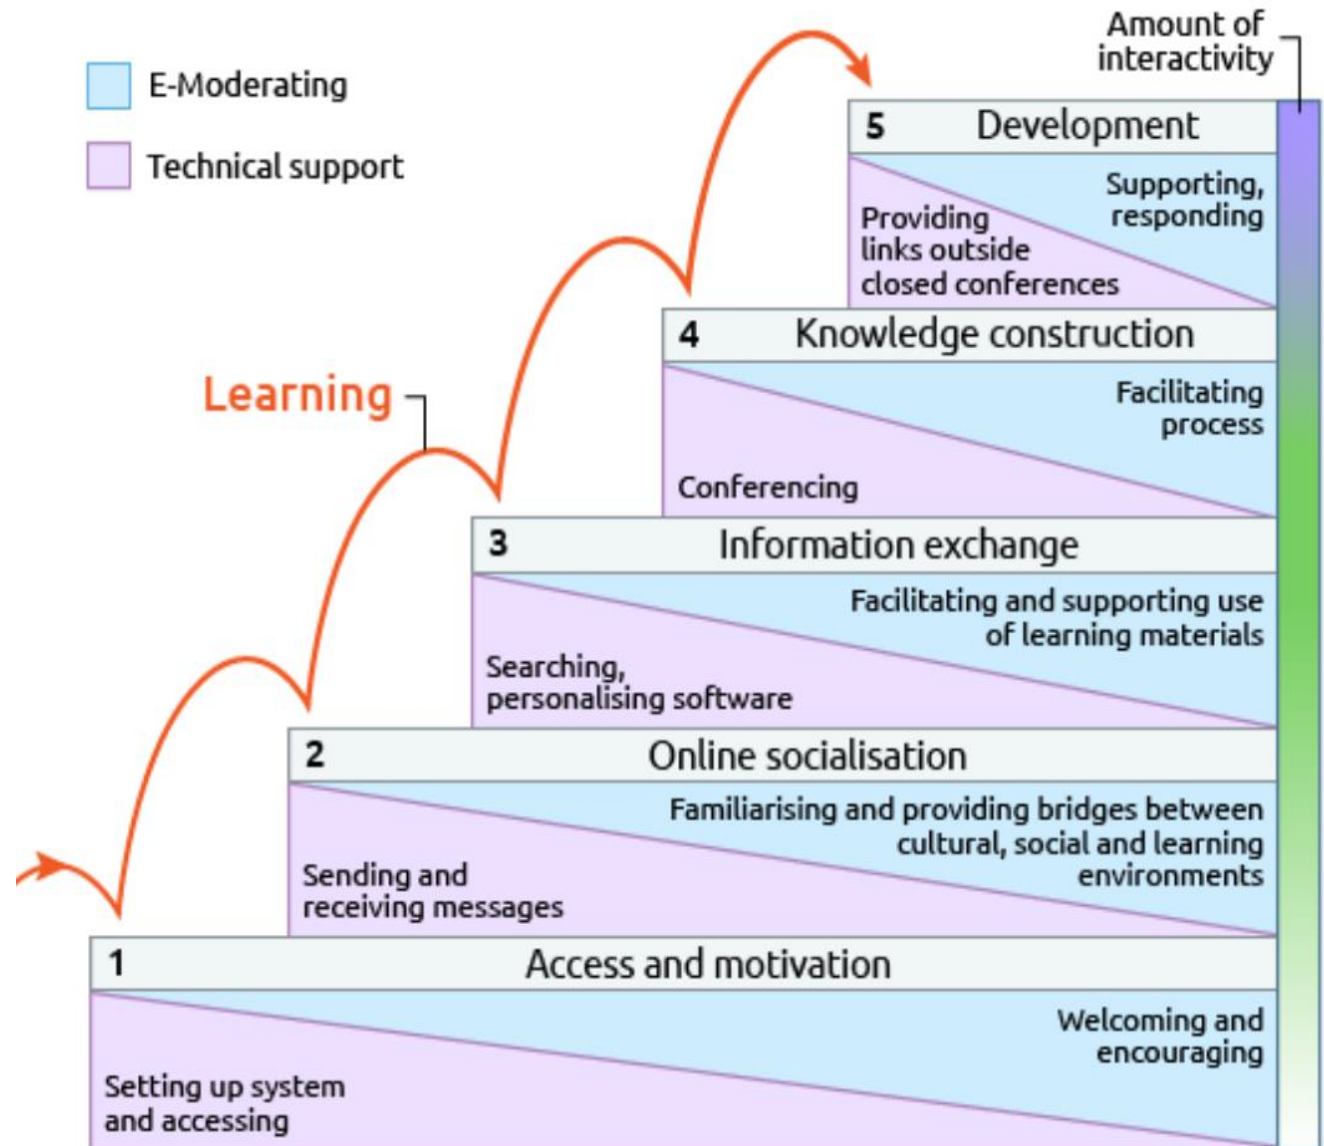 Amount of
interactivity
E-Moderating
Technical support
5 Development
Supporting,
responding
Providing
links outside
closed conferences
4 Knowledge construction
Facilitating
process
Conferencing
Learning
3 Information exchange
Facilitating and supporting use
of learning materials
Searching,
personalising software
2 Online socialisation
Familiarising and providing bridges between
cultural, social and learning
environments
Sending and
receiving messages
1 Access and motivation
Welcoming and
encouraging
Setting up system
and accessing